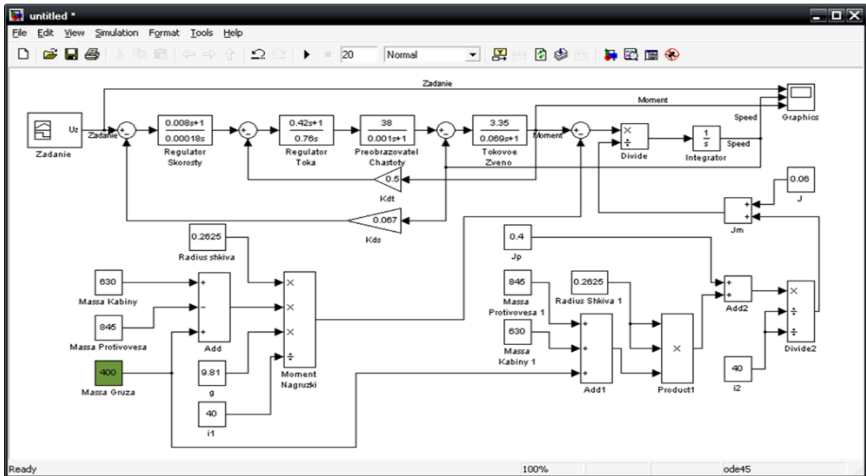 untitled *
File Edit View Simulation Format Tools Help
20 Normal
Zadanie
Moment
Speed
Graphics
Uz
Zadanie
Zadanie
0.008s+1
0.00018s
Regulator
Skorosty
0.42s+1
0.76s
Regulator
Toka
38
0.001s+1
Preobrazovatel
Chastoty
3.35
0.069s+1
Tokovoe
Zveno
Moment
Divide
1
s
Integrator
Speed
0.5
Kdt
0.067
Kds
0.06
J
Jm
0.2625
Radius shkiva
630
Massa Kabiny
845
Massa Protivovesa
400
Massa Gruza
Add
9.81
g
40
i1
Moment
Nagruzki
0.4
Jp
845
Massa
Protivovesa 1
0.2625
Radius Shkiva 1
630
Massa
Kabiny 1
Add1
Product1
Add2
40
i2
Divide2
Ready 100% ode45